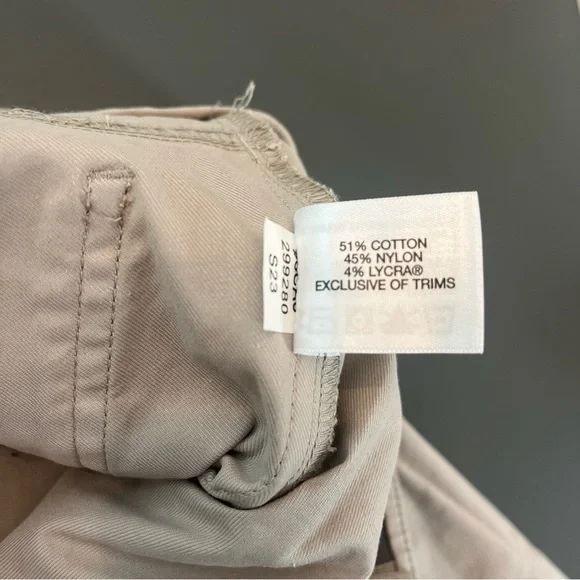 51% COTTON
45% NYLON
4% LYCRA®
EXCLUSIVE OF TRIMS
299280
S23